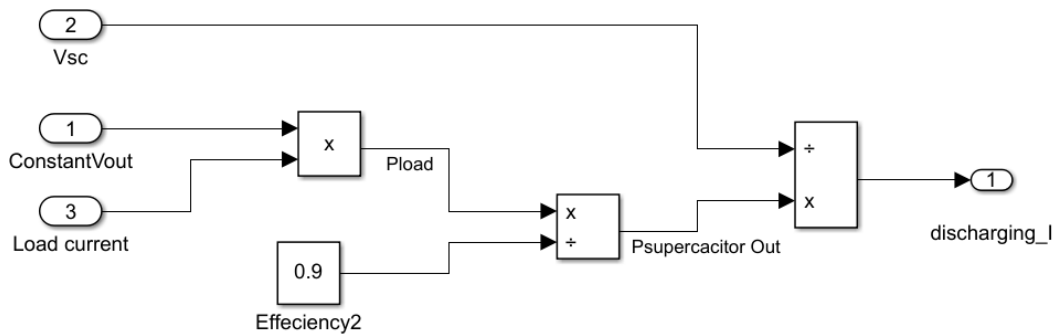 2
Vsc
1
ConstantVout
3
Load current
x
Pload
0.9
Effeciency2
x
÷
Psupercacitor Out
÷
x
1
discharging_I